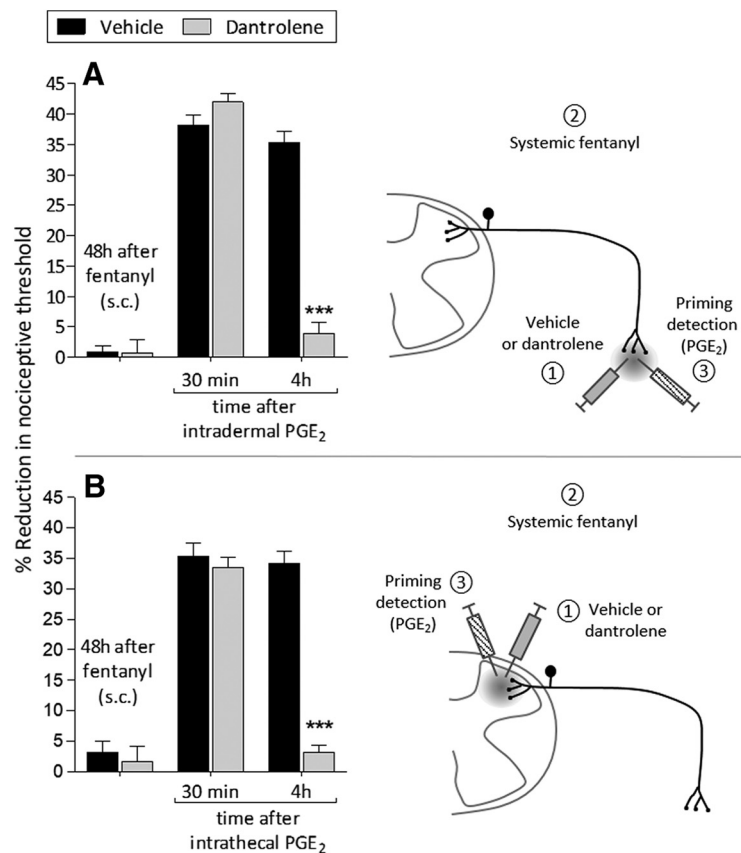 Vehicle Dantrolene
% Reduction in nociceptive threshold
A
45
40
35
30
25
20
15
10
5
0
48h after
fentanyl
(s.c.)
***
30 min 4h
time after
intradermal PGE₂
②
Systemic fentanyl
Vehicle
or dantrolene
①
Priming
detection
(PGE₂)
③
B
45
40
35
30
25
20
15
10
5
0
48h after
fentanyl
(s.c.)
***
30 min 4h
time after
intrathecal PGE₂
②
Systemic fentanyl
Priming ③
detection
(PGE₂)
① Vehicle or
dantrolene